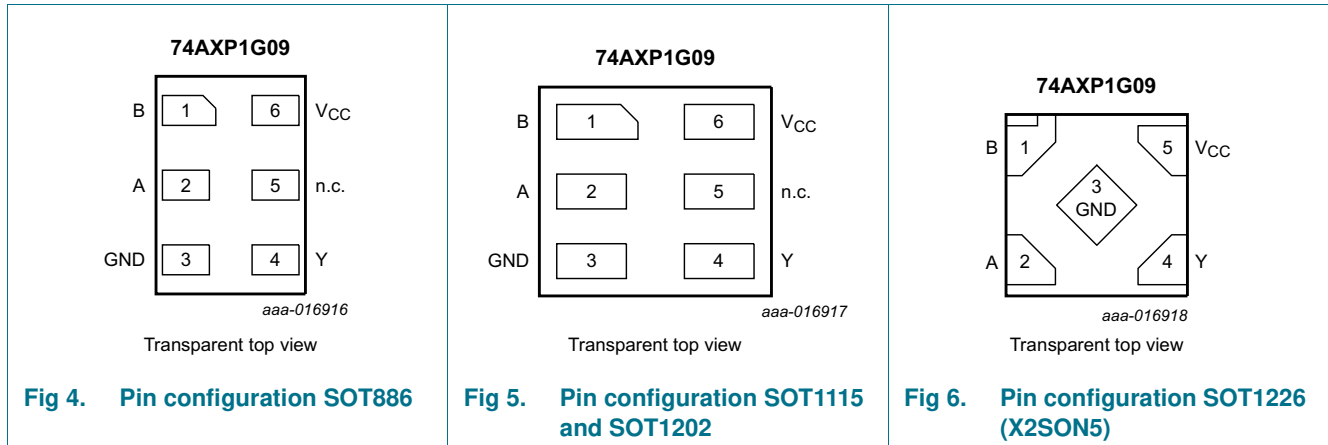 74AXP1G09
B 1 6 VCC
A 2 5 n.c.
GND 3 4 Y
aaa-016916
Transparent top view
Fig 4. Pin configuration SOT886
74AXP1G09
B 1 6 VCC
A 2 5 n.c.
GND 3 4 Y
aaa-016917
Transparent top view
Fig 5. Pin configuration SOT1115
and SOT1202
74AXP1G09
B 1 5 VCC
3
GND
A 2 4 Y
aaa-016918
Transparent top view
Fig 6. Pin configuration SOT1226
(X2SON5)